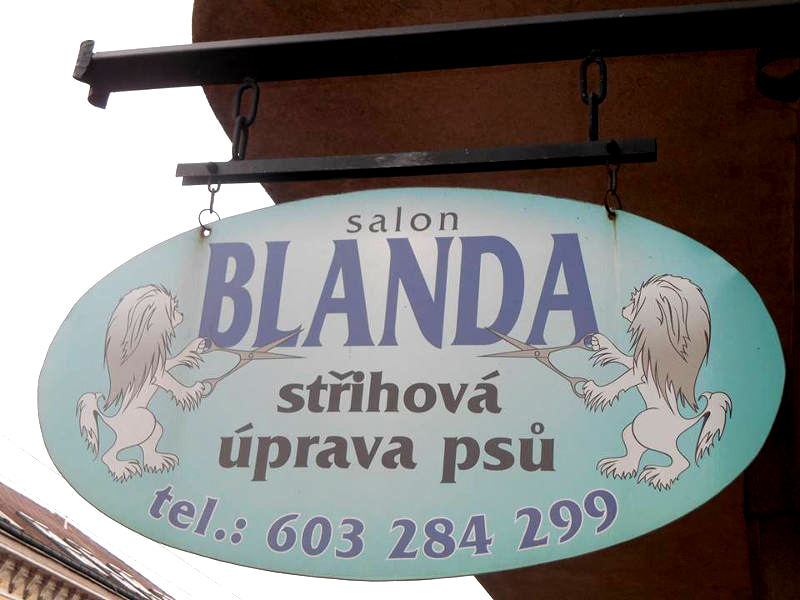 salon
BLANDA
střihová
úprava psů
tel.: 603 284 299